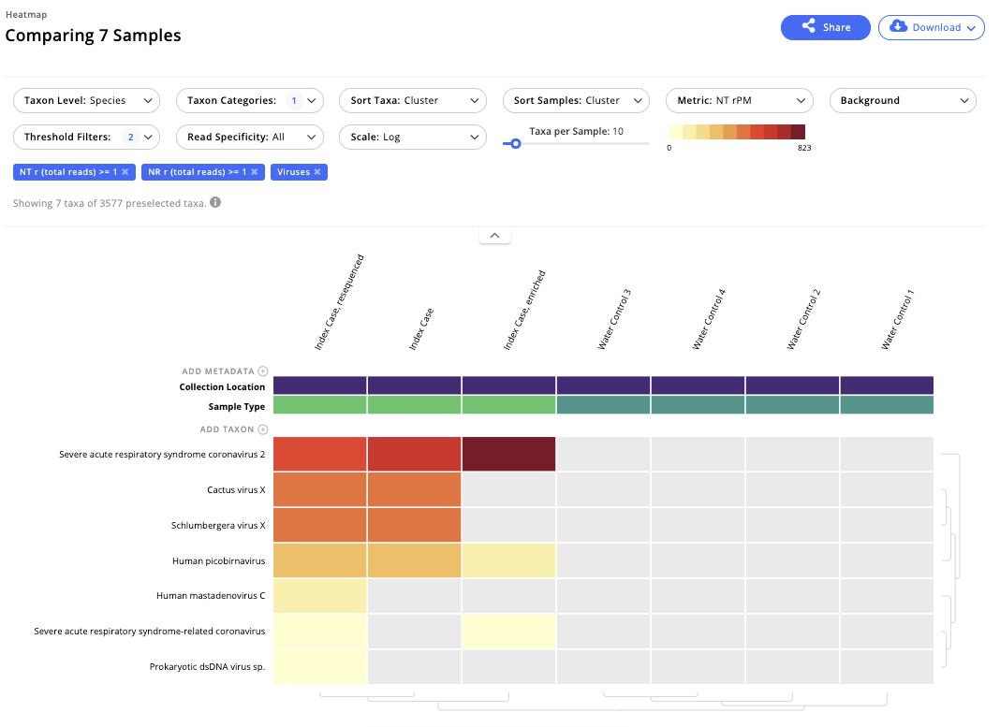 Heatmap
Comparing 7 Samples
Share
Download
Taxon Level: Species
Taxon Categories: 1
Sort Taxa: Cluster
Sort Samples: Cluster
Metric: NT rPM
Background
Threshold Filters: 2
Read Specificity: All
Scale: Log
Taxa per Sample: 10
0
823
NT r (total reads) >= 1 ×
NR r (total reads) >= 1 ×
Viruses ×
Showing 7 taxa of 3577 preselected taxa.
Index Case, resequenced
Index Case
Index Case, enriched
Water Control 3
Water Control 4
Water Control 2
Water Control 1
ADD METADATA
Collection Location
Sample Type
ADD TAXON
Severe acute respiratory syndrome coronavirus 2
Cactus virus X
Schlumbergera virus X
Human picobirnavirus
Human mastadenovirus C
Severe acute respiratory syndrome-related coronavirus
Prokaryotic dsDNA virus sp.